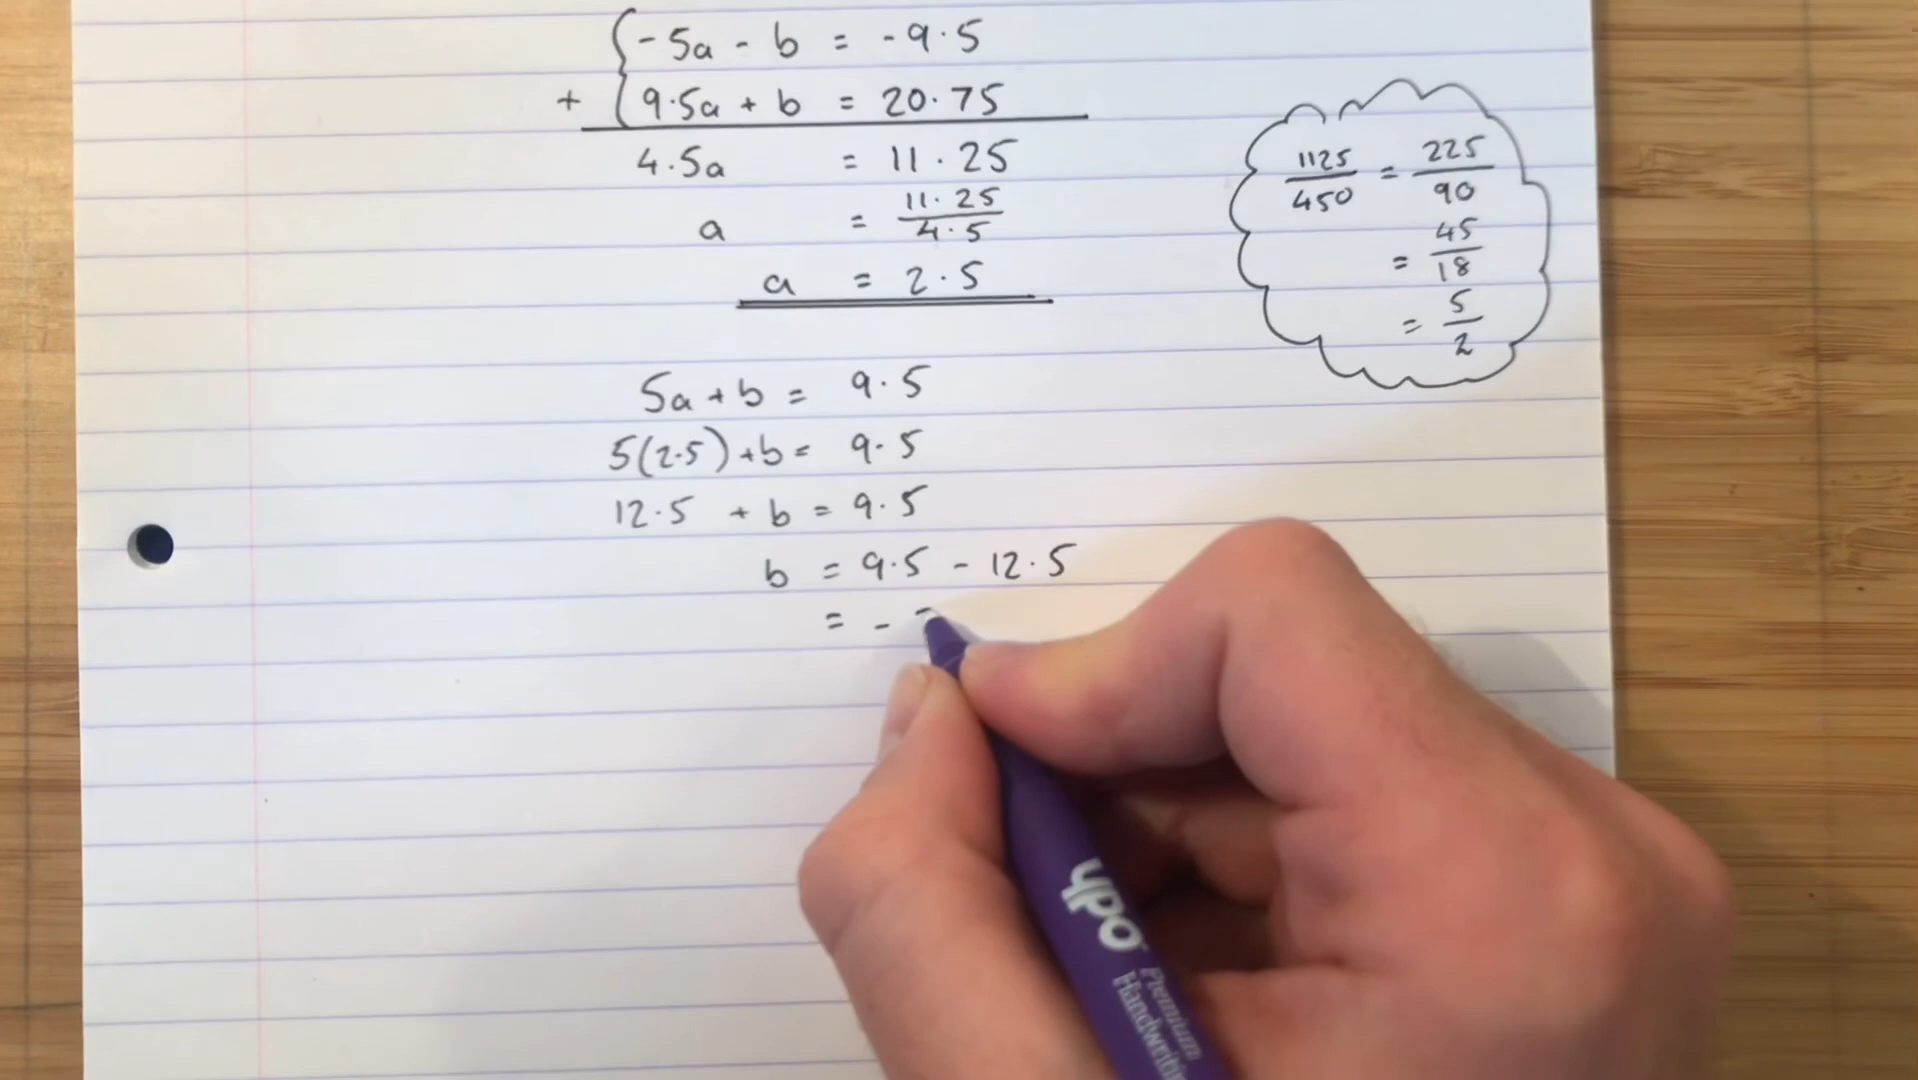 -5a - b = -9.5
+ 9.5a + b = 20.75
4.5a = 11.25
a = 11.25/4.5
a = 2.5
1125/450 = 225/90
= 45/18
= 5/2
5a + b = 9.5
5(2.5) + b = 9.5
12.5 + b = 9.5
b = 9.5 - 12.5
= -
ypo
Premium